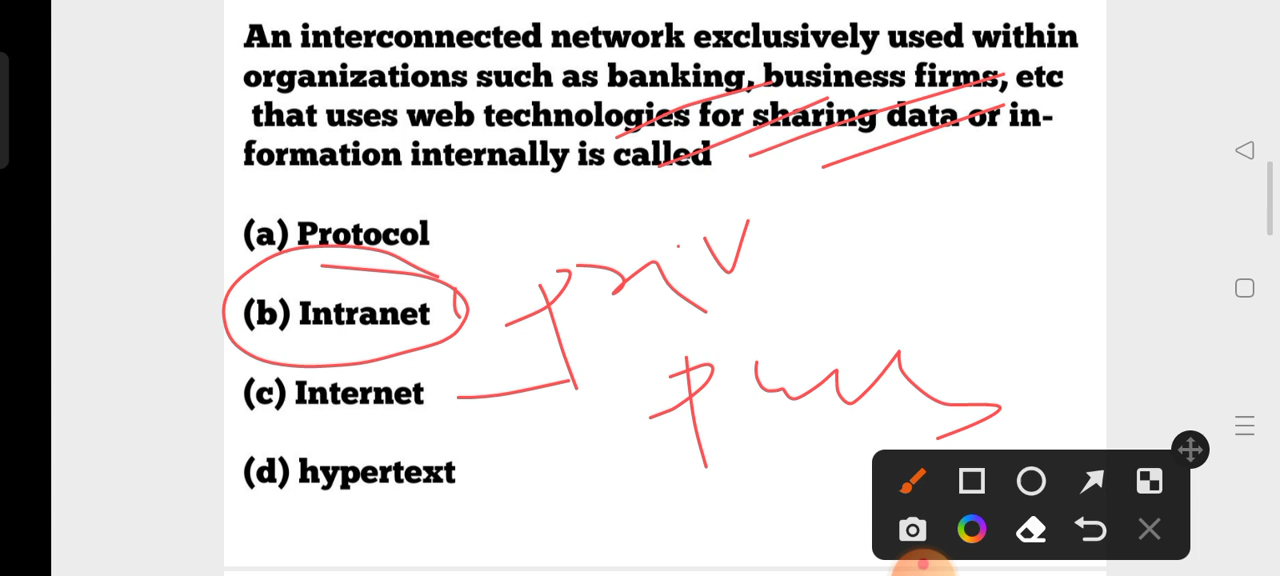 An interconnected network exclusively used within
organizations such as banking, business firms, etc
that uses web technologies for sharing data or in-
formation internally is called
(a) Protocol
(b) Intranet
priv
(c) Internet
(d) hypertext